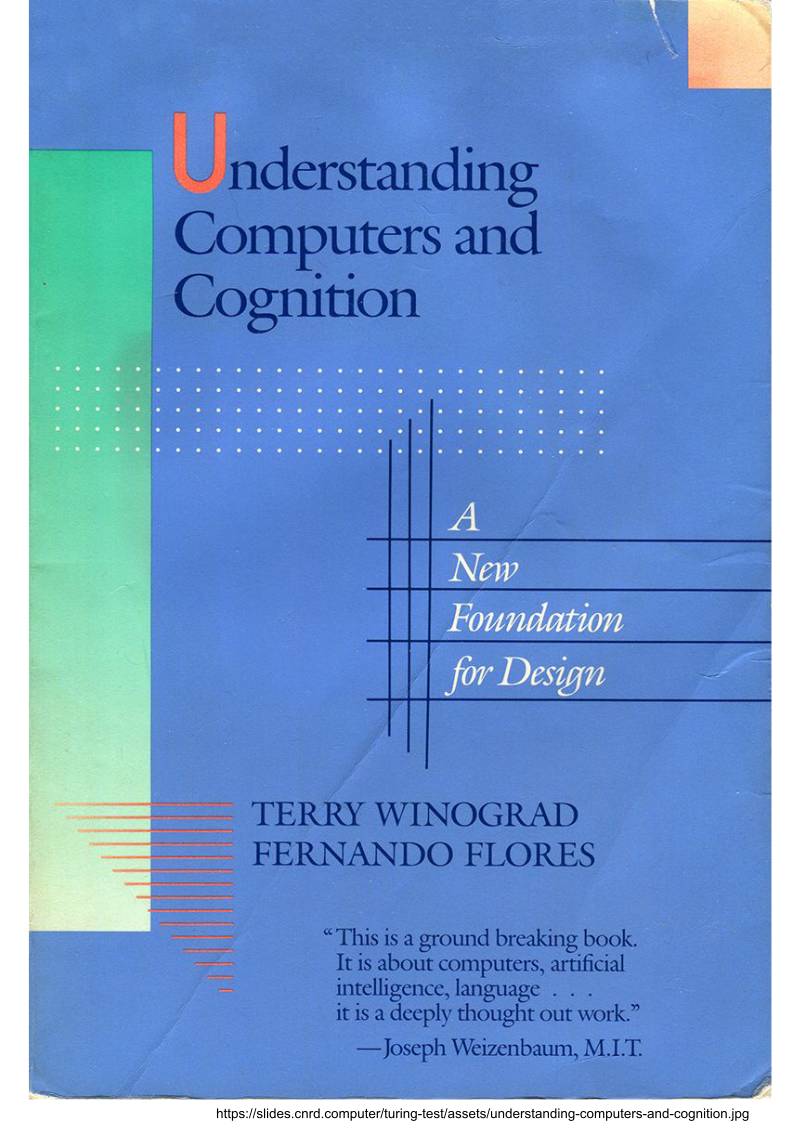 Understanding
Computers and
Cognition
A
New
Foundation
for Design
TERRY WINOGRAD
FERNANDO FLORES
“This is a ground breaking book.
It is about computers, artificial
intelligence, language . . .
it is a deeply thought out work.”
—Joseph Weizenbaum, M.I.T.
https://slides.cnrd.computer/turing-test/assets/understanding-computers-and-cognition.jpg